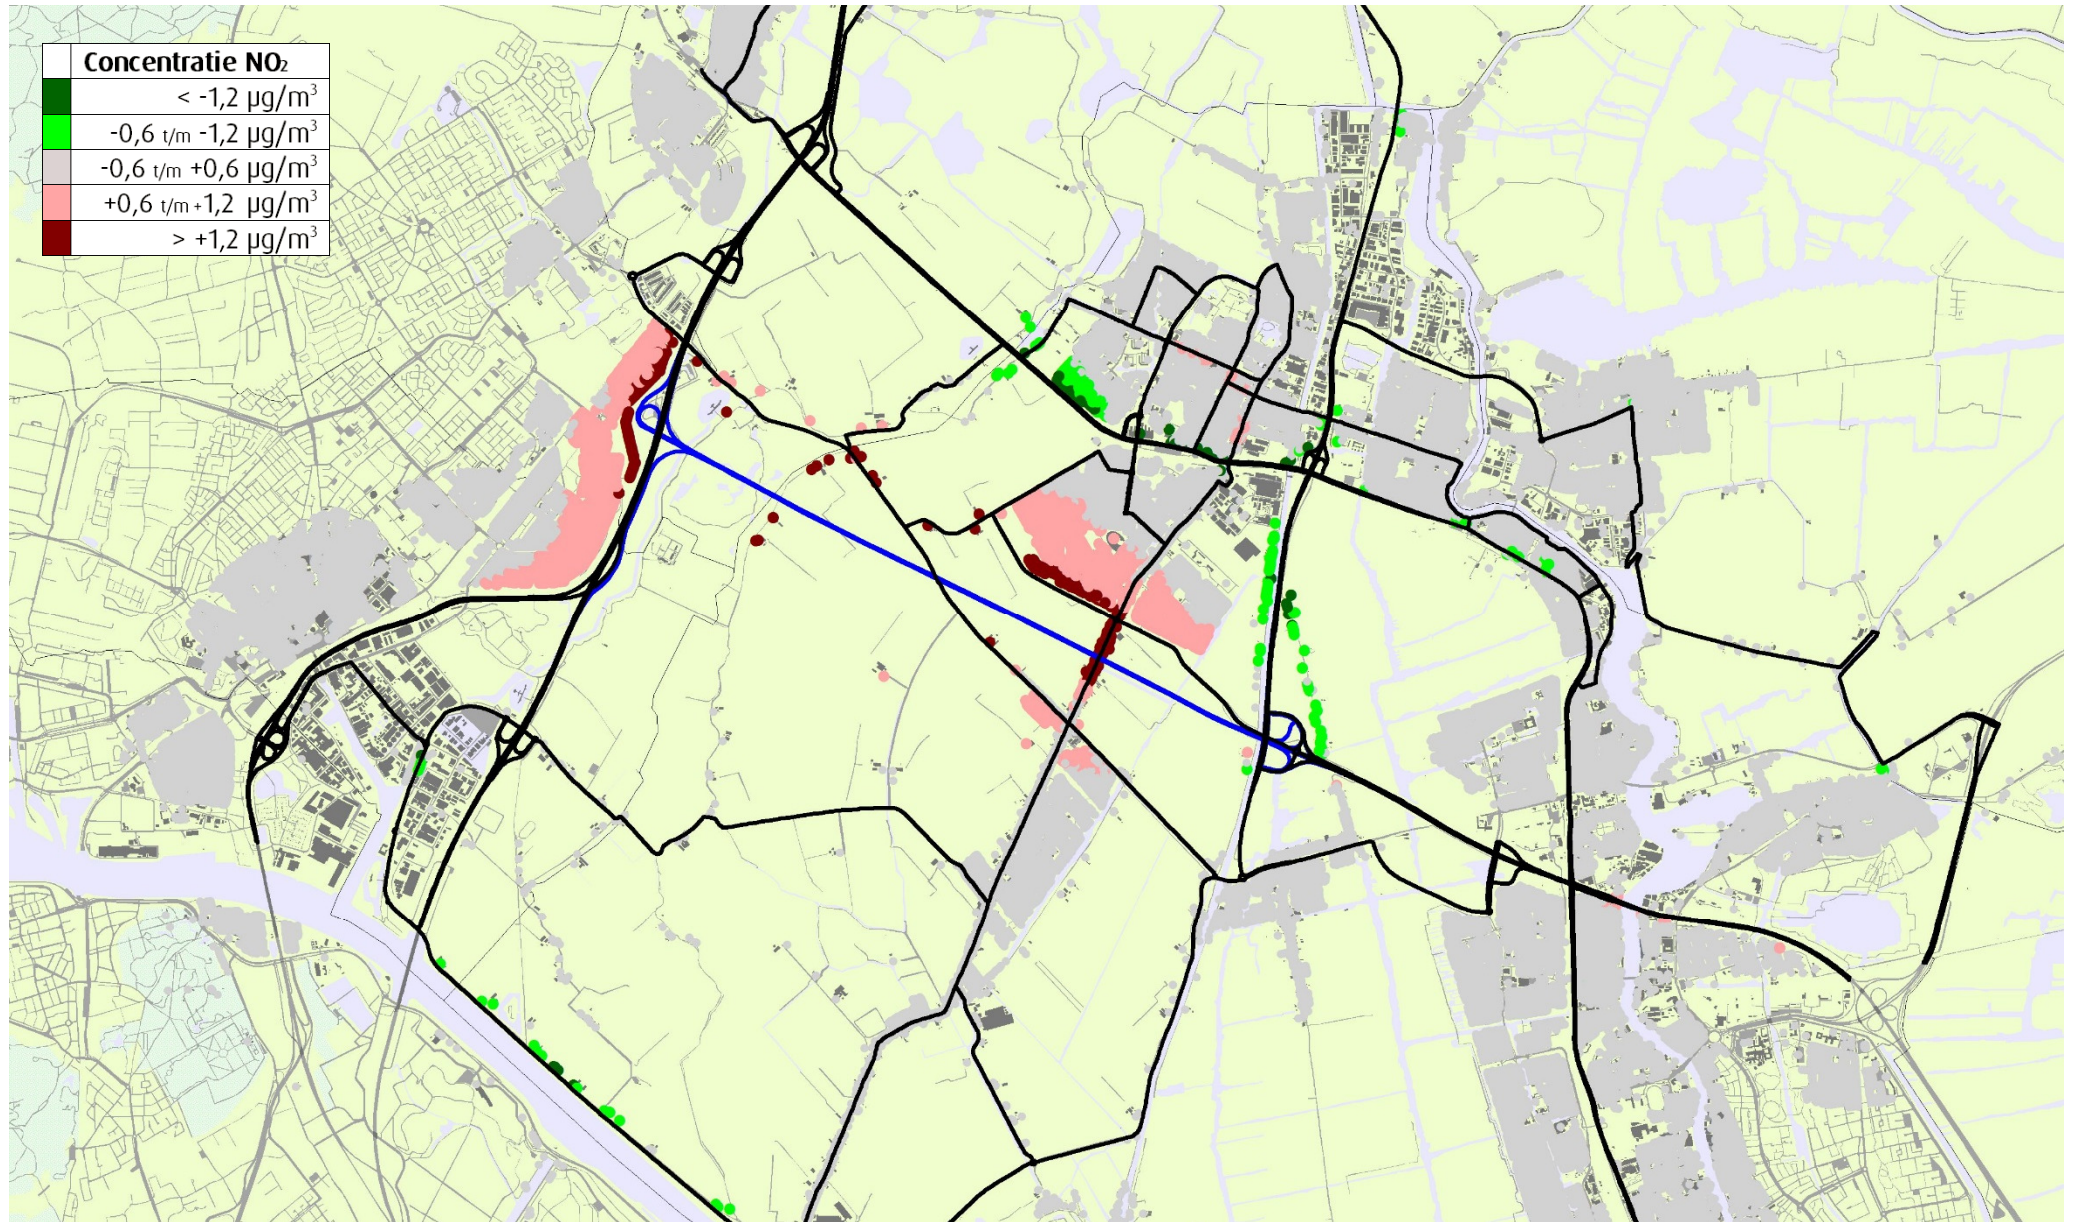 Concentratie NO₂
< -1,2 µg/m³
-0,6 t/m -1,2 µg/m³
-0,6 t/m +0,6 µg/m³
+0,6 t/m +1,2 µg/m³
> +1,2 µg/m³